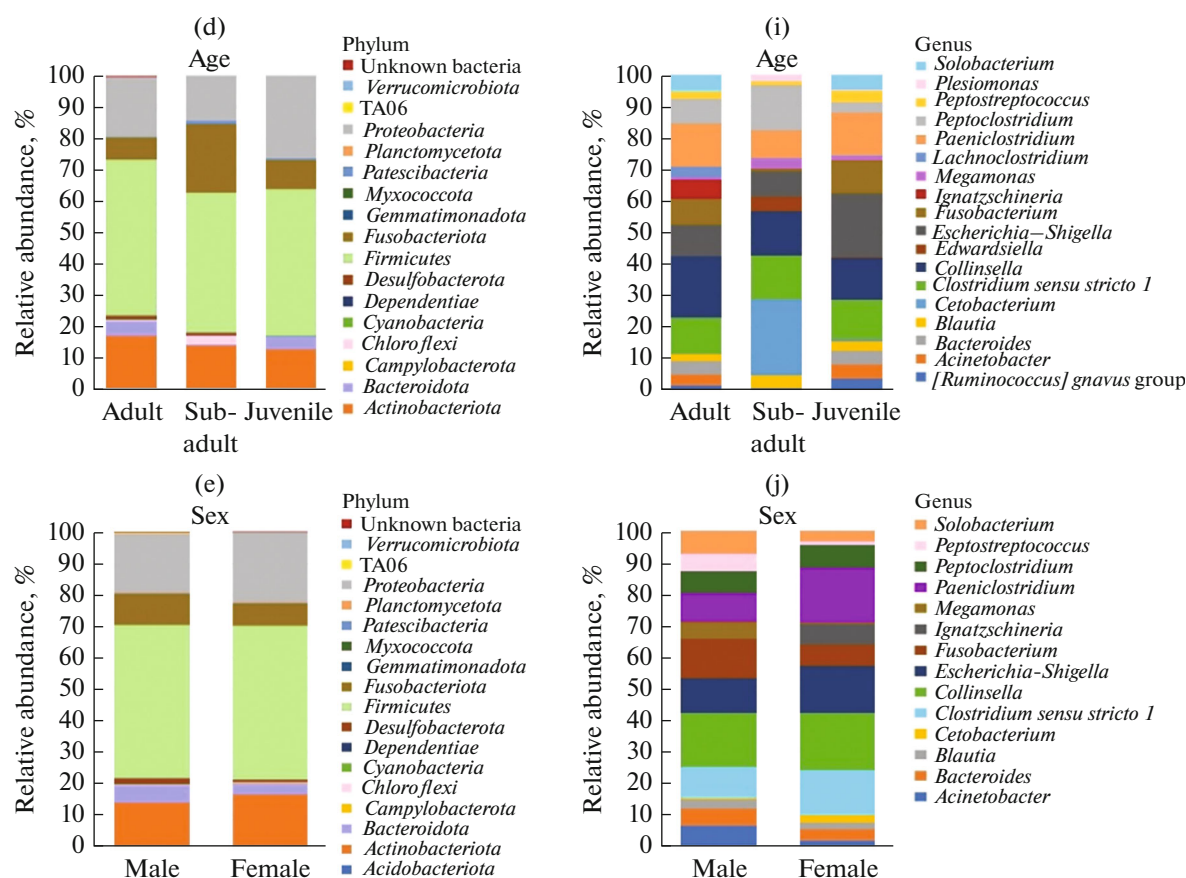 (d)
Age
Relative abundance, %
100
90
80
70
60
50
40
30
20
10
0
Adult
Sub-
adult
Juvenile
Phylum
Unknown bacteria
Verrucomicrobiota
TA06
Proteobacteria
Planctomycetota
Patescibacteria
Myxococcota
Gemmatimonadota
Fusobacteriota
Firmicutes
Desulfobacterota
Dependentiae
Cyanobacteria
Chloroflexi
Campylobacterota
Bacteroidota
Actinobacteriota
(i)
Age
Relative abundance, %
100
90
80
70
60
50
40
30
20
10
0
Adult
Sub-
adult
Juvenile
Genus
Solobacterium
Plesiomonas
Peptostreptococcus
Peptoclostridium
Paeniclostridium
Lachnoclostridium
Megamonas
Ignatzschineria
Fusobacterium
Escherichia–Shigella
Edwardsiella
Collinsella
Clostridium sensu stricto 1
Cetobacterium
Blautia
Bacteroides
Acinetobacter
[Ruminococcus] gnavus group
(e)
Sex
Relative abundance, %
100
90
80
70
60
50
40
30
20
10
0
Male
Female
Phylum
Unknown bacteria
Verrucomicrobiota
TA06
Proteobacteria
Planctomycetota
Patescibacteria
Myxococcota
Gemmatimonadota
Fusobacteriota
Firmicutes
Desulfobacterota
Dependentiae
Cyanobacteria
Chloroflexi
Campylobacterota
Bacteroidota
Actinobacteriota
Acidobacteriota
(j)
Sex
Relative abundance, %
100
90
80
70
60
50
40
30
20
10
0
Male
Female
Genus
Solobacterium
Peptostreptococcus
Peptoclostridium
Paeniclostridium
Megamonas
Ignatzschineria
Fusobacterium
Escherichia-Shigella
Collinsella
Clostridium sensu stricto 1
Cetobacterium
Blautia
Bacteroides
Acinetobacter